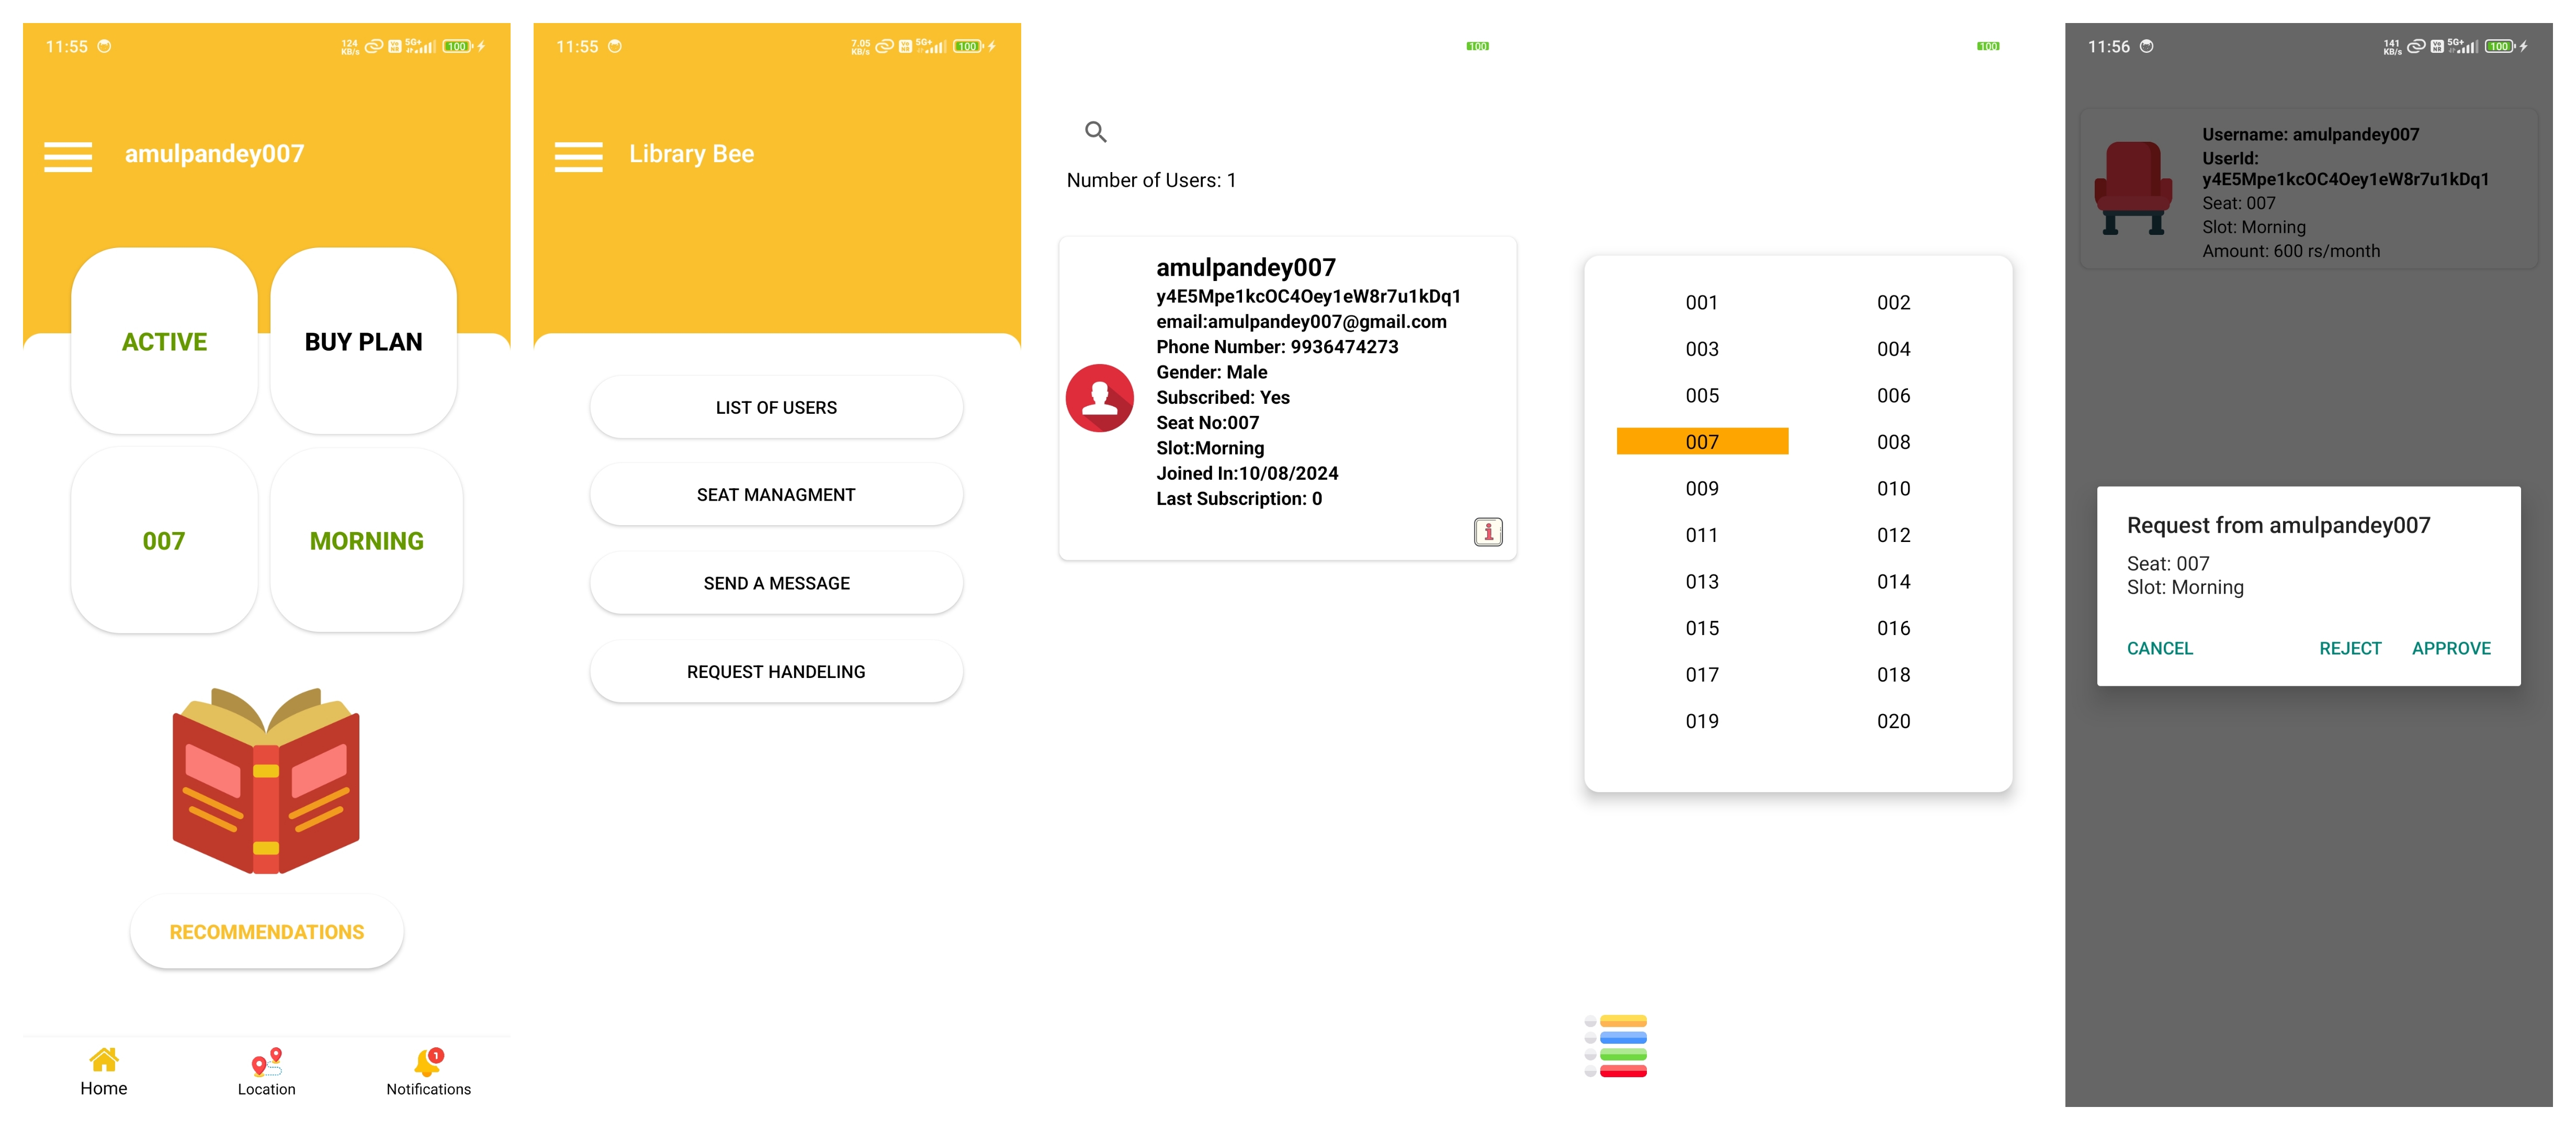 11:55
124
KB/s
5G+
100
amulpandey007
ACTIVE
BUY PLAN
007
MORNING
RECOMMENDATIONS
Home
Location
1
Notifications
11:55
7.05
KB/s
5G+
100
Library Bee
LIST OF USERS
SEAT MANAGMENT
SEND A MESSAGE
REQUEST HANDELING
100
Number of Users: 1
amulpandey007
y4E5Mpe1kcOC4Oey1eW8r7u1kDq1
email:amulpandey007@gmail.com
Phone Number: 9936474273
Gender: Male
Subscribed: Yes
Seat No:007
Slot:Morning
Joined In:10/08/2024
Last Subscription: 0
i
100
001 002
003 004
005 006
007 008
009 010
011 012
013 014
015 016
017 018
019 020
11:56
141
KB/s
5G+
100
Username: amulpandey007
UserId:
y4E5Mpe1kcOC4Oey1eW8r7u1kDq1
Seat: 007
Slot: Morning
Amount: 600 rs/month
Request from amulpandey007
Seat: 007
Slot: Morning
CANCEL REJECT APPROVE